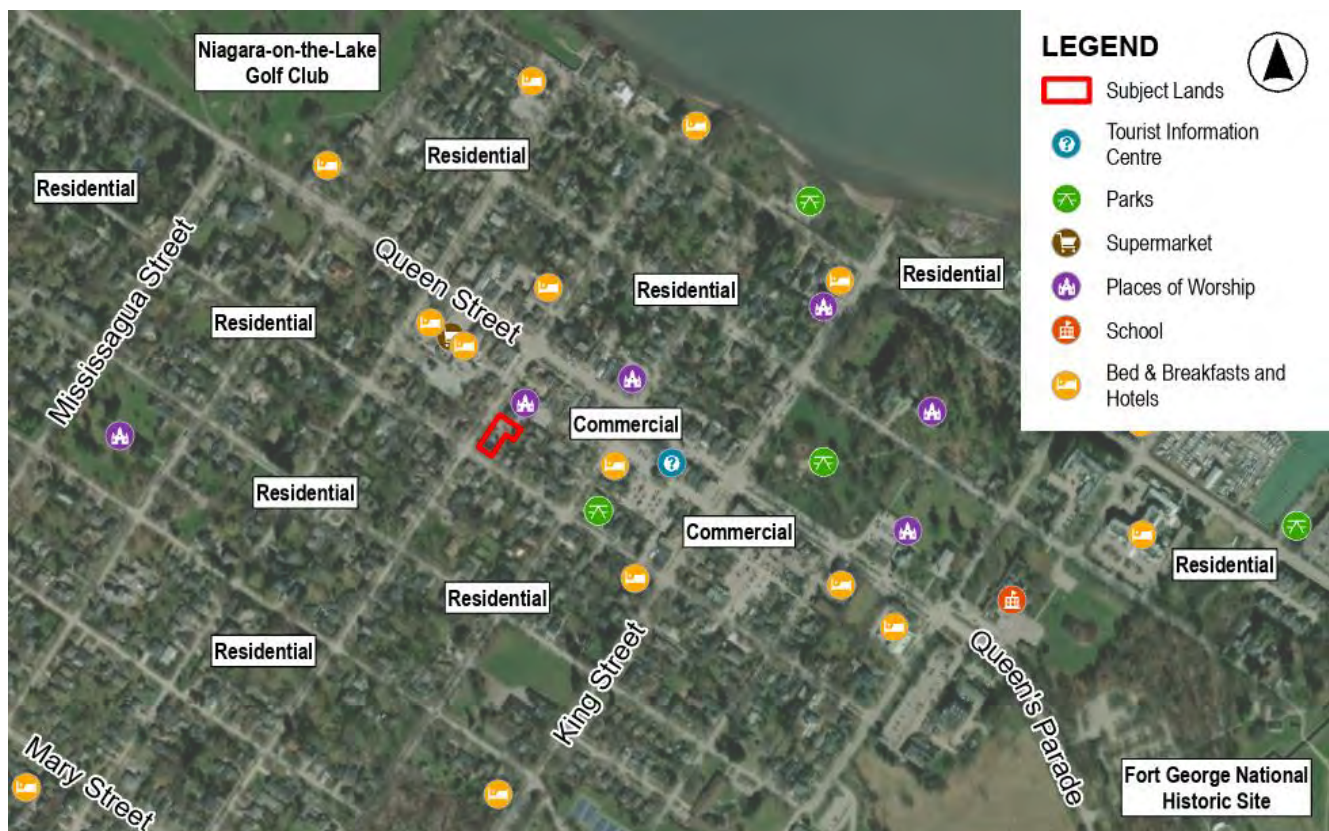 Niagara-on-the-Lake
Golf Club
Residential
Residential
Mississagua Street
Queen Street
Residential
Residential
Residential
Commercial
Residential
Commercial
Residential
Residential
Residential
King Street
Queen's Parade
Mary Street
Fort George National
Historic Site
LEGEND
Subject Lands
Tourist Information
Centre
Parks
Supermarket
Places of Worship
School
Bed & Breakfasts and
Hotels